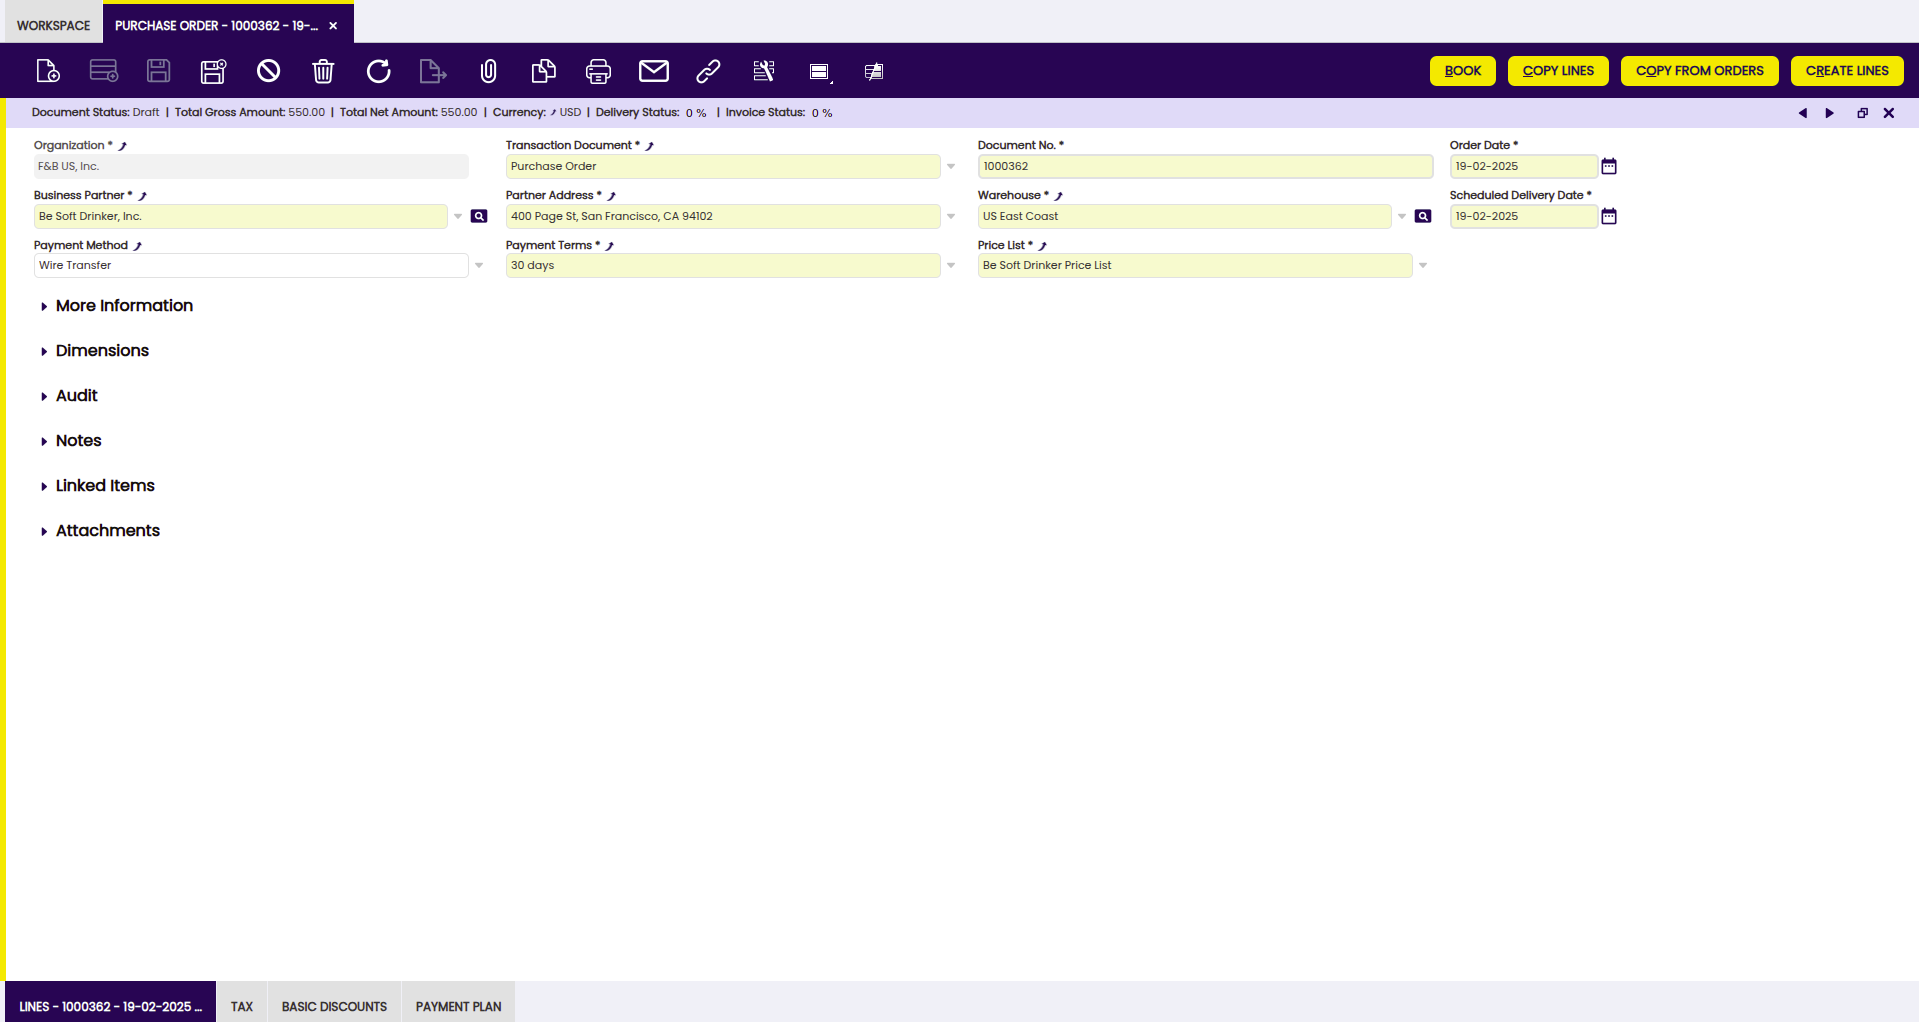 WORKSPACE
PURCHASE ORDER - 1000362 - 19-...
BOOK
COPY LINES
COPY FROM ORDERS
CREATE LINES
Document Status: Draft | Total Gross Amount: 550.00 | Total Net Amount: 550.00 | Currency: USD | Delivery Status: 0 % | Invoice Status: 0 %
Organization *
F&B US, Inc.
Transaction Document *
Purchase Order
Document No. *
1000362
Order Date *
19-02-2025
Business Partner *
Be Soft Drinker, Inc.
Partner Address *
400 Page St, San Francisco, CA 94102
Warehouse *
US East Coast
Scheduled Delivery Date *
19-02-2025
Payment Method
Wire Transfer
Payment Terms *
30 days
Price List *
Be Soft Drinker Price List
More Information
Dimensions
Audit
Notes
Linked Items
Attachments
LINES - 1000362 - 19-02-2025 ...
TAX
BASIC DISCOUNTS
PAYMENT PLAN